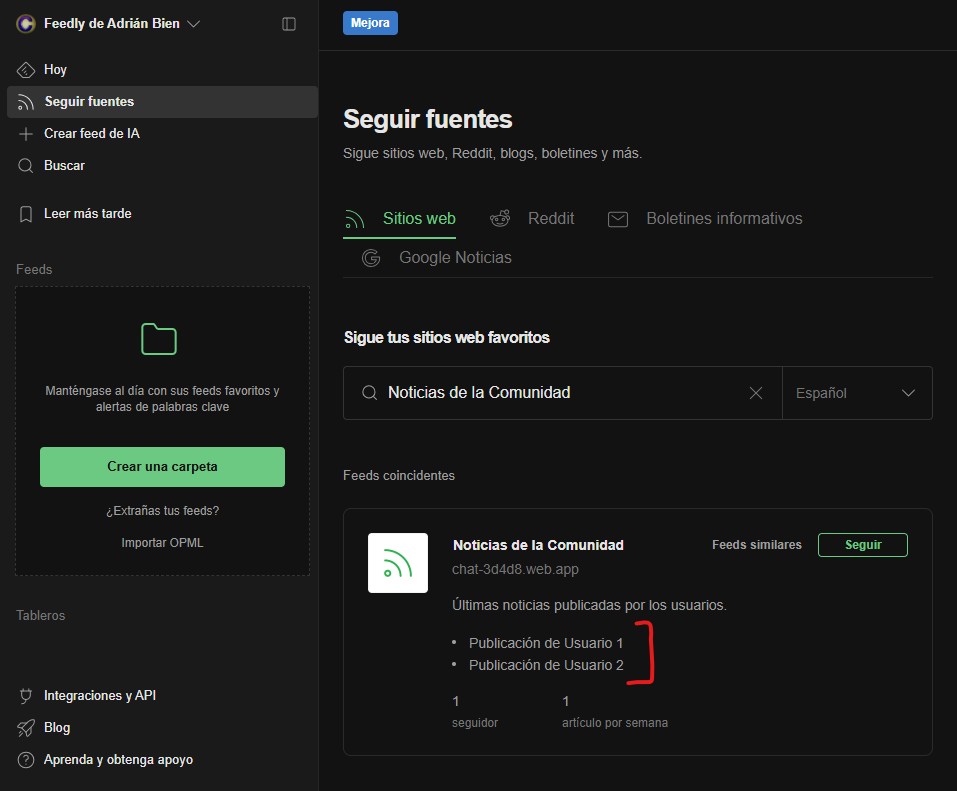 Feedly de Adrián Bien
Hoy
Seguir fuentes
Crear feed de IA
Buscar
Leer más tarde
Feeds
Manténgase al día con sus feeds favoritos y
alertas de palabras clave
Crear una carpeta
¿Extrañas tus feeds?
Importar OPML
Tableros
Integraciones y API
Blog
Aprenda y obtenga apoyo
Mejora
Seguir fuentes
Sigue sitios web, Reddit, blogs, boletines y más.
Sitios web Reddit Boletines informativos
Google Noticias
Sigue tus sitios web favoritos
Noticias de la Comunidad Español
Feeds coincidentes
Noticias de la Comunidad Feeds similares Seguir
chat-3d4d8.web.app
Últimas noticias publicadas por los usuarios.
• Publicación de Usuario 1
• Publicación de Usuario 2
1 1
seguidor artículo por semana